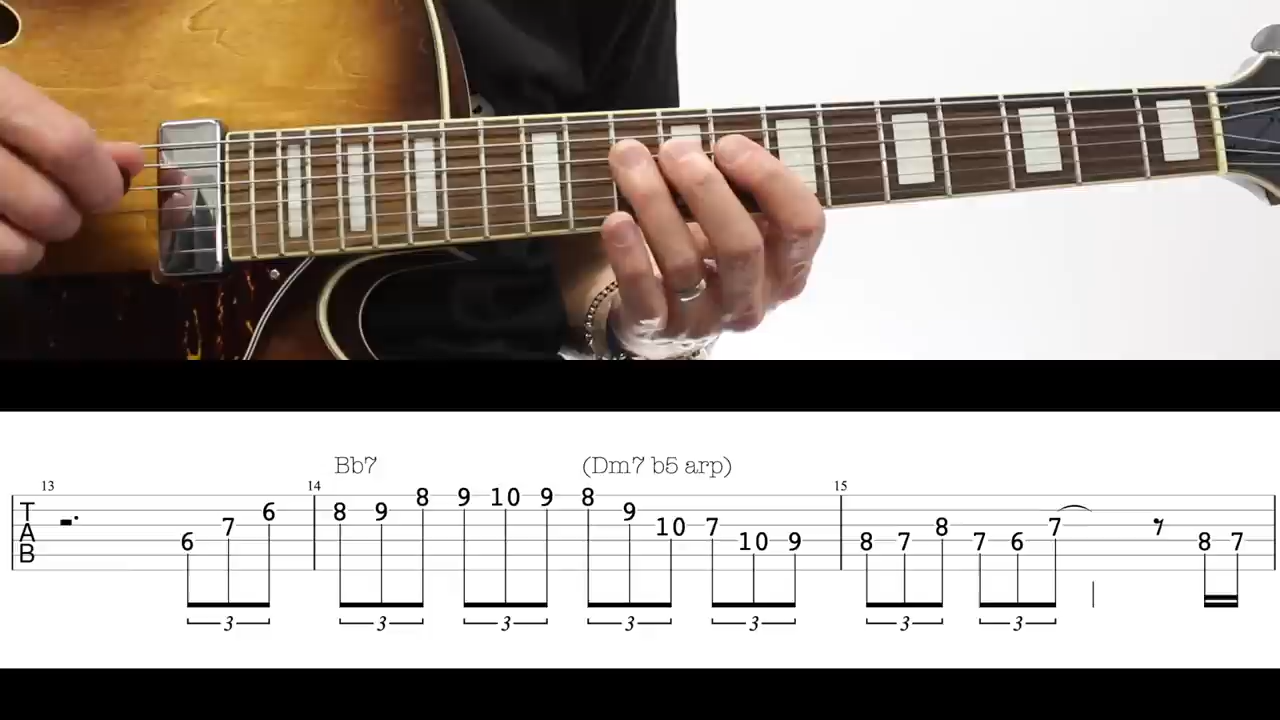 Bb7 (Dm7 b5 arp)
13 14 15
T 8 9 10 9 8
6 8 9 9
A 7 10 7 8 7
B 6 10 9 8 7 7 6 8 7
3 3 3 3 3 3 3